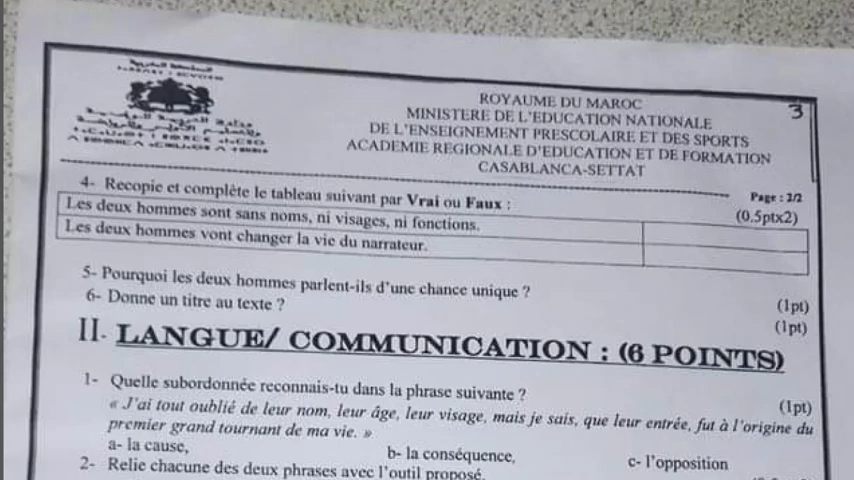 3
ROYAUME DU MAROC
MINISTERE DE L'EDUCATION NATIONALE
DE L'ENSEIGNEMENT PRESCOLAIRE ET DES SPORTS
ACADEMIE REGIONALE D'EDUCATION ET DE FORMATION
CASABLANCA-SETTAT
Page : 2/2
4- Recopie et complète le tableau suivant par Vrai ou Faux : (0.5ptx2)
Les deux hommes sont sans noms, ni visages, ni fonctions.
Les deux hommes vont changer la vie du narrateur.
5- Pourquoi les deux hommes parlent-ils d'une chance unique ? (1pt)
6- Donne un titre au texte ? (1pt)
II. LANGUE/ COMMUNICATION : (6 POINTS)
1- Quelle subordonnée reconnais-tu dans la phrase suivante ? (1pt)
« J'ai tout oublié de leur nom, leur âge, leur visage, mais je sais, que leur entrée, fut à l'origine du
premier grand tournant de ma vie. »
a- la cause, b- la conséquence, c- l'opposition
2- Relie chacune des deux phrases avec l'outil proposé.